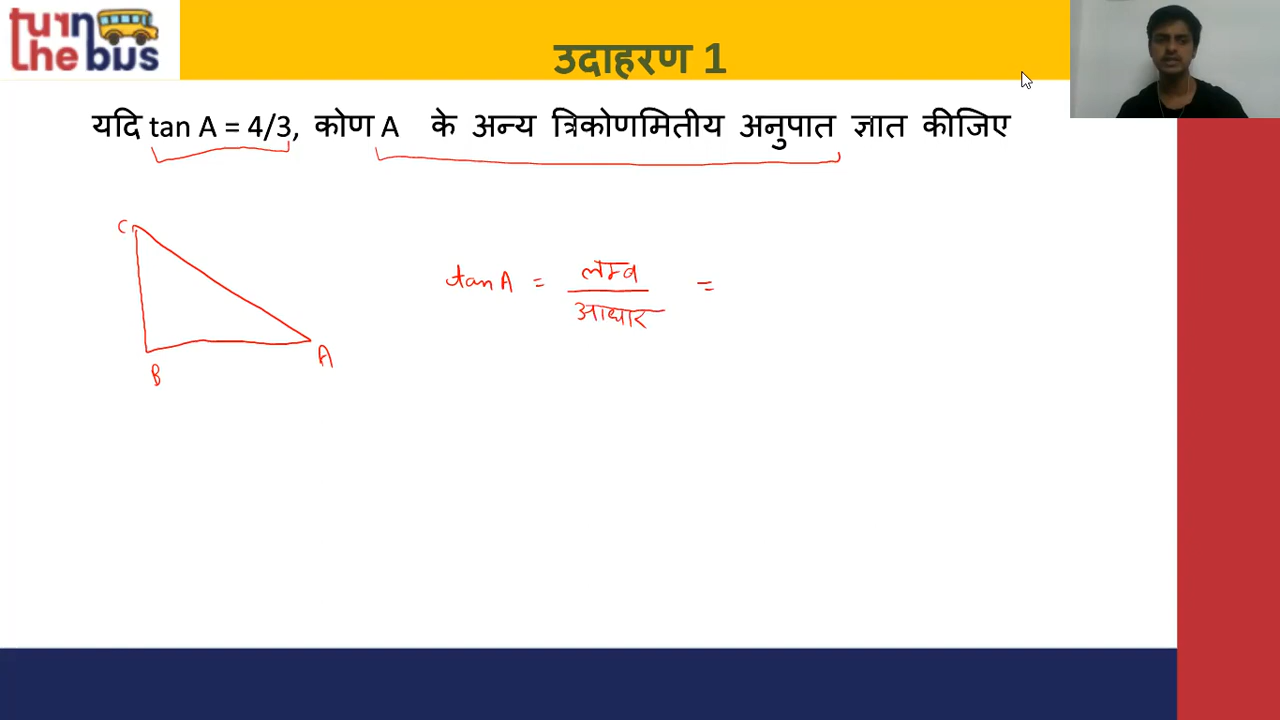 turn
the bus
उदाहरण 1
यदि tan A = 4/3, कोण A के अन्य त्रिकोणमितीय अनुपात ज्ञात कीजिए
C
B
A
tan A = लम्ब / आधार =